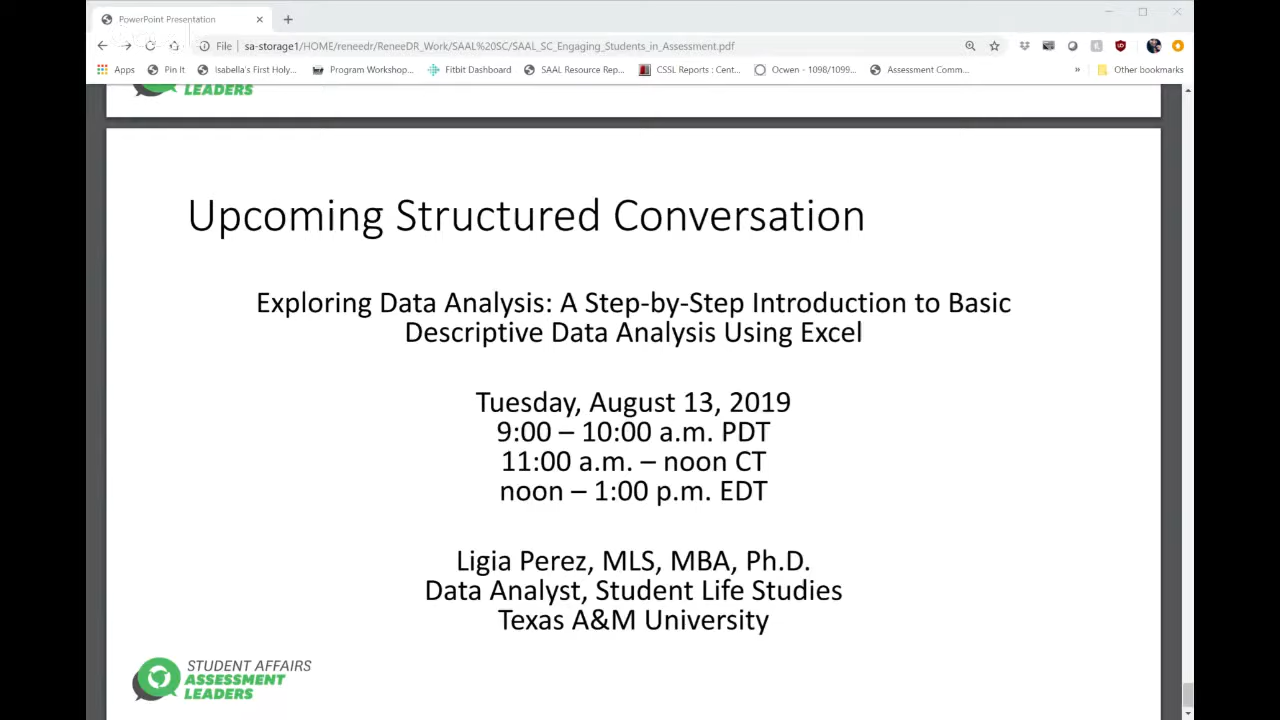 PowerPoint Presentation
File
sa-storage1/HOME/reneedr/ReneeDR_Work/SAAL%20SC/SAAL_SC_Engaging_Students_in_Assessment.pdf
Apps
Pin It
Isabella's First Holy...
Program Workshop...
Fitbit Dashboard
SAAL Resource Rep...
CSSL Reports : Cent...
Ocwen - 1098/1099...
Assessment Comm...
»
Other bookmarks
LEADERS
Upcoming Structured Conversation
Exploring Data Analysis: A Step-by-Step Introduction to Basic
Descriptive Data Analysis Using Excel
Tuesday, August 13, 2019
9:00 – 10:00 a.m. PDT
11:00 a.m. – noon CT
noon – 1:00 p.m. EDT
Ligia Perez, MLS, MBA, Ph.D.
Data Analyst, Student Life Studies
Texas A&M University
STUDENT AFFAIRS
ASSESSMENT
LEADERS